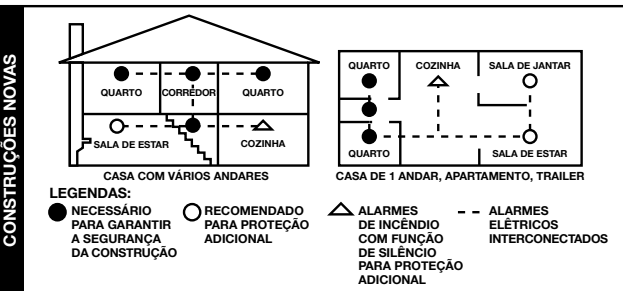 CONSTRUÇÕES NOVAS
QUARTO
CORREDOR
QUARTO
SALA DE ESTAR
COZINHA
CASA COM VÁRIOS ANDARES
QUARTO
COZINHA
SALA DE JANTAR
QUARTO
SALA DE ESTAR
CASA DE 1 ANDAR, APARTAMENTO, TRAILER
LEGENDAS:
NECESSÁRIO
PARA GARANTIR
A SEGURANÇA
DA CONSTRUÇÃO
RECOMENDADO
PARA PROTEÇÃO
ADICIONAL
ALARMES
DE INCÊNDIO
COM FUNÇÃO
DE SILÊNCIO
PARA PROTEÇÃO
ADICIONAL
ALARMES
ELÉTRICOS
INTERCONECTADOS